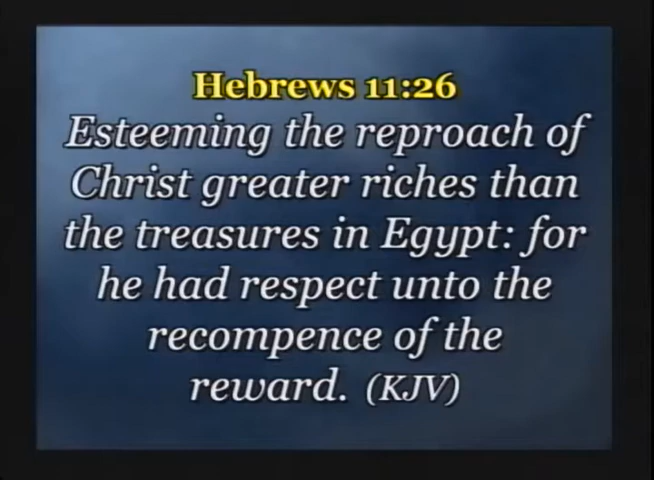 Hebrews 11:26
Esteeming the reproach of
Christ greater riches than
the treasures in Egypt: for
he had respect unto the
recompence of the
reward. (KJV)